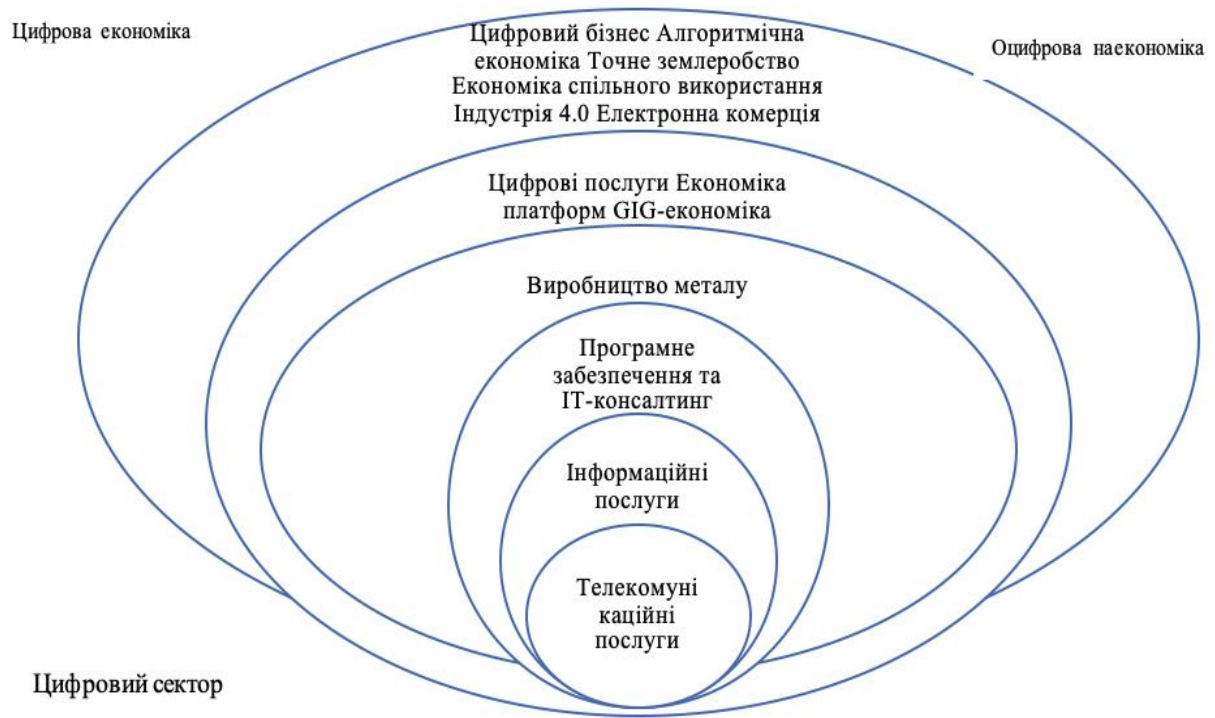 Цифрова економіка
Цифровий бізнес Алгоритмічна
економіка Точне землеробство
Економіка спільного використання
Індустрія 4.0 Електронна комерція
Оцифрова наекономіка
Цифрові послуги Економіка
платформ GIG-економіка
Виробництво металу
Програмне
забезпечення та
ІТ-консалтинг
Інформаційні
послуги
Телекомуні
каційні
послуги
Цифровий сектор